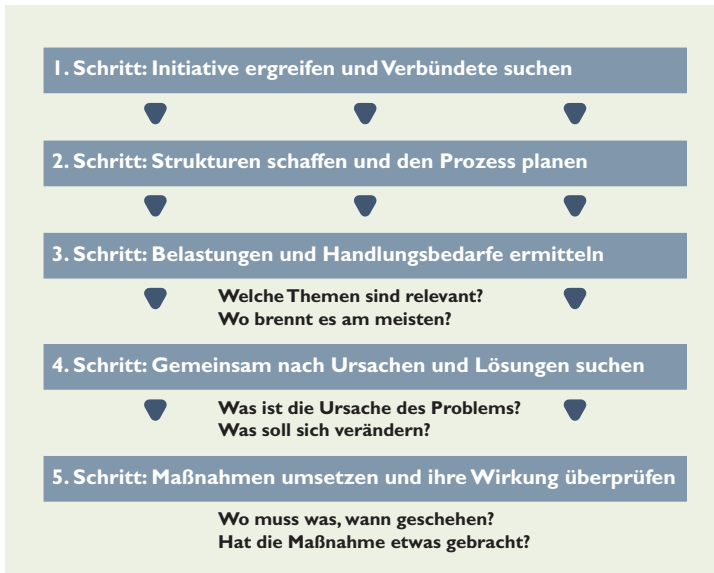 1. Schritt: Initiative ergreifen und Verbündete suchen
2. Schritt: Strukturen schaffen und den Prozess planen
3. Schritt: Belastungen und Handlungsbedarfe ermitteln
Welche Themen sind relevant?
Wo brennt es am meisten?
4. Schritt: Gemeinsam nach Ursachen und Lösungen suchen
Was ist die Ursache des Problems?
Was soll sich verändern?
5. Schritt: Maßnahmen umsetzen und ihre Wirkung überprüfen
Wo muss was, wann geschehen?
Hat die Maßnahme etwas gebracht?